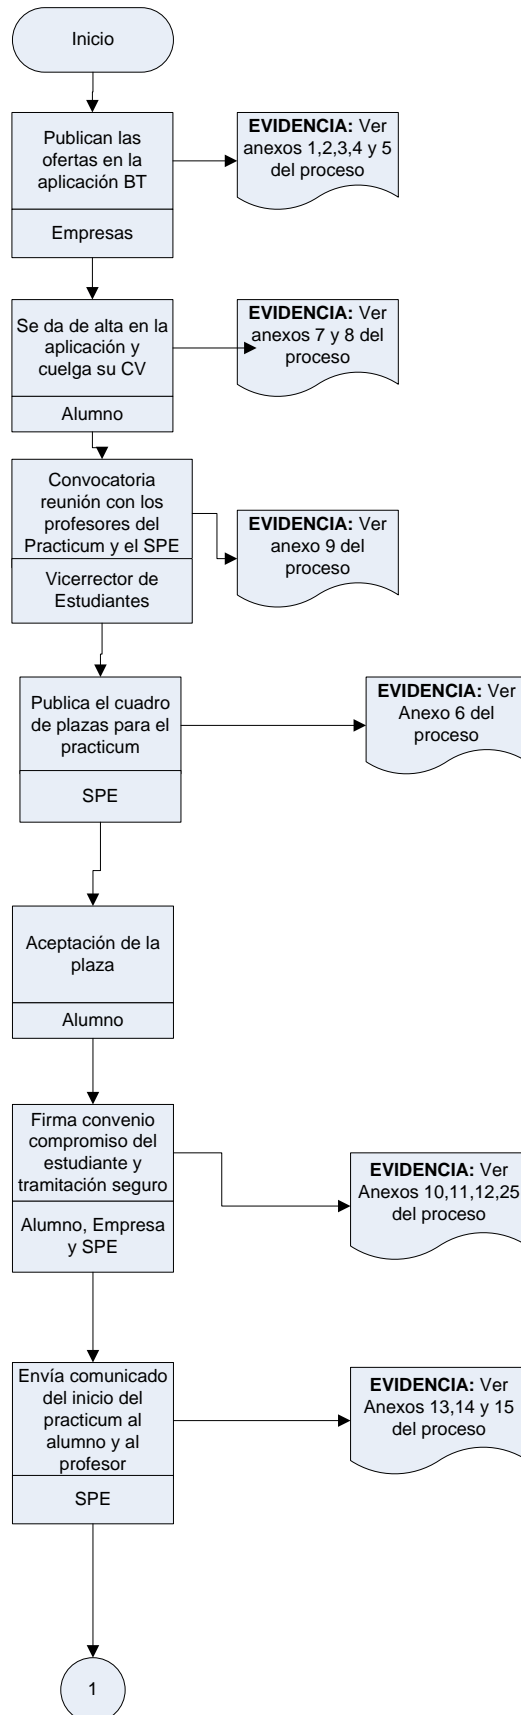 Inicio
Publican las
ofertas en la
aplicación BT
Empresas
EVIDENCIA: Ver
anexos 1,2,3,4 y 5
del proceso
Se da de alta en la
aplicación y
cuelga su CV
Alumno
EVIDENCIA: Ver
anexos 7 y 8 del
proceso
Convocatoria
reunión con los
profesores del
Practicum y el SPE
Vicerrector de
Estudiantes
EVIDENCIA: Ver
anexo 9 del
proceso
Publica el cuadro
de plazas para el
practicum
SPE
EVIDENCIA: Ver
Anexo 6 del
proceso
Aceptación de la
plaza
Alumno
Firma convenio
compromiso del
estudiante y
tramitación seguro
Alumno, Empresa
y SPE
EVIDENCIA: Ver
Anexos 10,11,12,25
del proceso
Envía comunicado
del inicio del
practicum al
alumno y al
profesor
SPE
EVIDENCIA: Ver
Anexos 13,14 y 15
del proceso
1